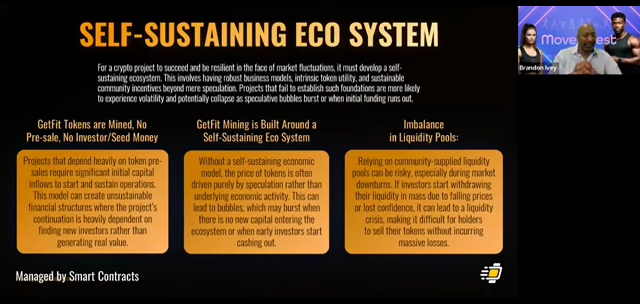 SELF-SUSTAINING ECO SYSTEM
For a crypto project to succeed and be resilient in the face of market fluctuations, it must develop a self-
sustaining ecosystem. This involves having robust business models, intrinsic token utility, and sustainable
community incentives beyond mere speculation. Projects that fail to establish such foundations are more likely
to experience volatility and potentially collapse as speculative bubbles burst or when initial funding runs out.
GetFit Tokens are Mined, No
Pre-sale, No Investor/Seed Money
Projects that depend heavily on token pre-
sales require significant initial capital
inflows to start and sustain operations.
This model can create unsustainable
financial structures where the project's
continuation is heavily dependent on
finding new investors rather than
generating real value.
GetFit Mining is Built Around a
Self-Sustaining Eco System
Without a self-sustaining economic
model, the price of tokens is often
driven purely by speculation rather than
underlying economic activity. This can
lead to bubbles, which may burst when
there is no new capital entering the
ecosystem or when early investors start
cashing out.
Imbalance
in Liquidity Pools:
Relying on community-supplied liquidity
pools can be risky, especially during market
downturns. If investors start withdrawing
their liquidity in mass due to falling prices
or lost confidence, it can lead to a liquidity
crisis, making it difficult for holders
to sell their tokens without incurring
massive losses.
Managed by Smart Contracts
Brandon Ivey